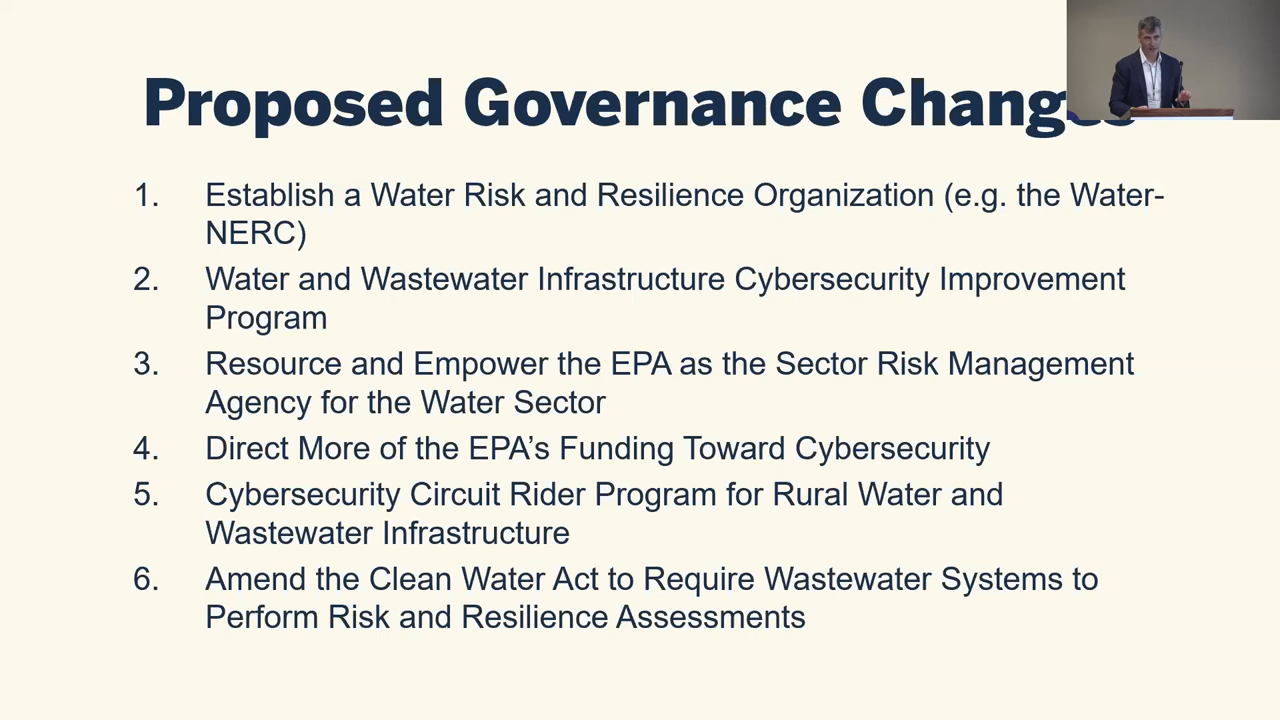 Proposed Governance Changes
1. Establish a Water Risk and Resilience Organization (e.g. the Water-
NERC)
2. Water and Wastewater Infrastructure Cybersecurity Improvement
Program
3. Resource and Empower the EPA as the Sector Risk Management
Agency for the Water Sector
4. Direct More of the EPA’s Funding Toward Cybersecurity
5. Cybersecurity Circuit Rider Program for Rural Water and
Wastewater Infrastructure
6. Amend the Clean Water Act to Require Wastewater Systems to
Perform Risk and Resilience Assessments